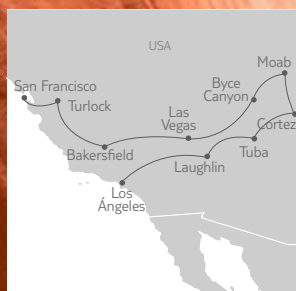 USA
Moab
Byce
Canyon
San Francisco
Turlock
Las
Vegas
Cortez
Bakersfield
Tuba
Laughlin
Los
Ángeles